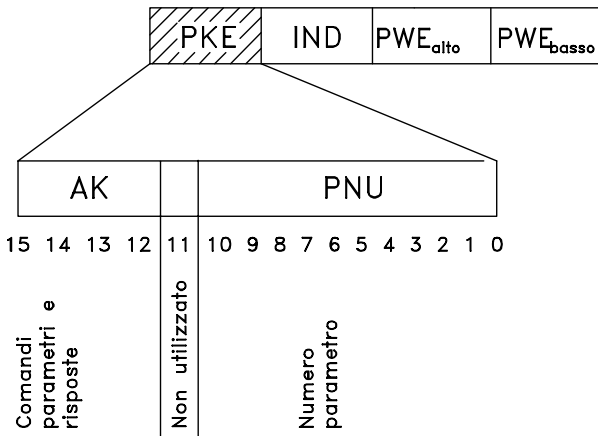 PKE IND PWEalto PWEbasso
AK PNU
15 14 13 12 11 10 9 8 7 6 5 4 3 2 1 0
Comandi
parametri e
risposte
Non utilizzato
Numero
parametro